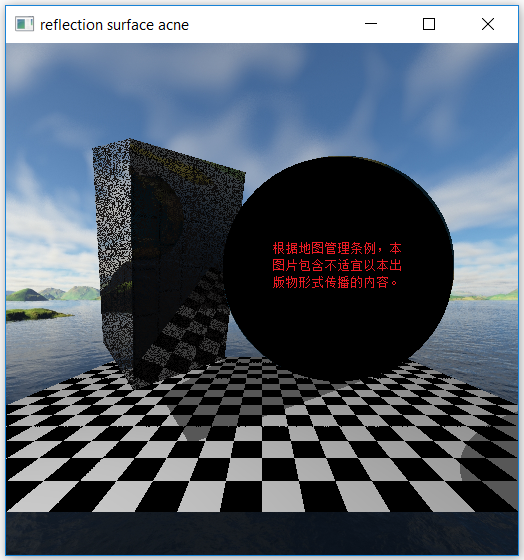 reflection surface acne
根据地图管理条例，本
图片包含不适宜以本出
版物形式传播的内容。